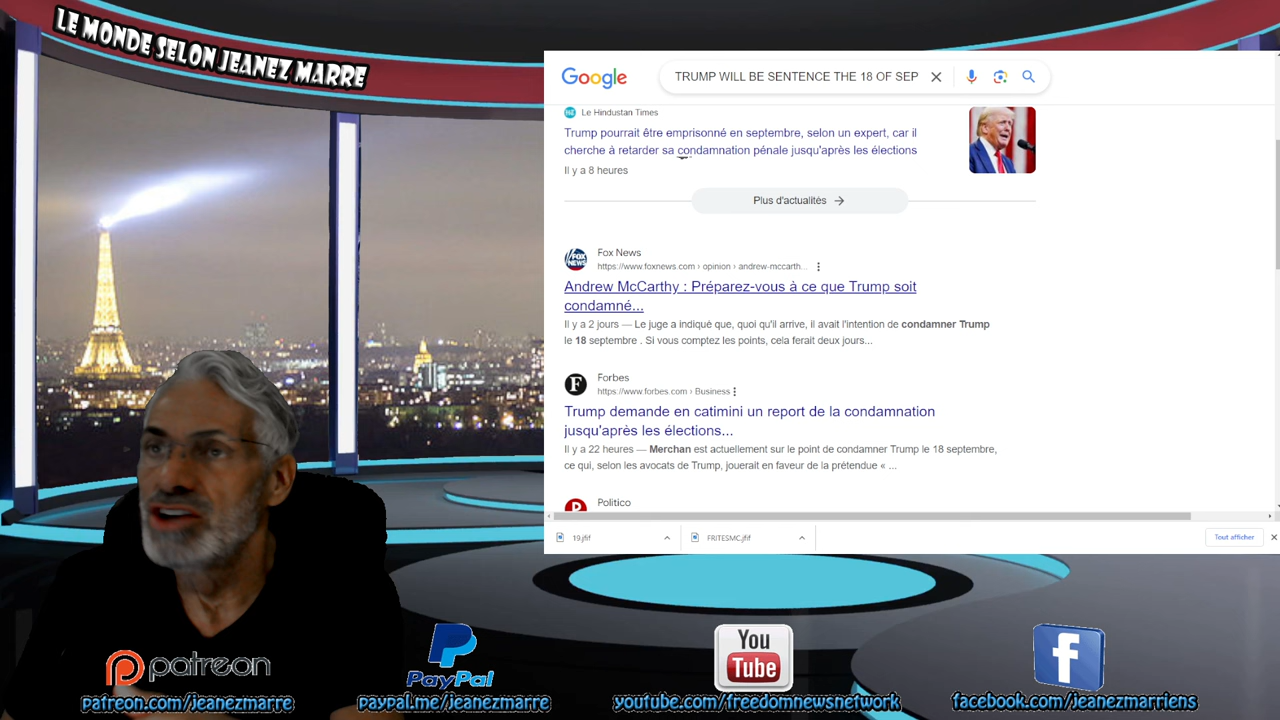 LE MONDE SELON JEANEZ MARRE
Google
TRUMP WILL BE SENTENCE THE 18 OF SEP
Le Hindustan Times
Trump pourrait être emprisonné en septembre, selon un expert, car il
cherche à retarder sa condamnation pénale jusqu'après les élections
Il y a 8 heures
Plus d'actualités
FOX NEWS
Fox News
https://www.foxnews.com › opinion › andrew-mccarth...
Andrew McCarthy : Préparez-vous à ce que Trump soit
condamné...
Il y a 2 jours — Le juge a indiqué que, quoi qu'il arrive, il avait l'intention de condamner Trump
le 18 septembre . Si vous comptez les points, cela ferait deux jours...
F
Forbes
https://www.forbes.com › Business
Trump demande en catimini un report de la condamnation
jusqu'après les élections...
Il y a 22 heures — Merchan est actuellement sur le point de condamner Trump le 18 septembre,
ce qui, selon les avocats de Trump, jouerait en faveur de la prétendue « ...
Politico
19.jfif
FRITESMC.jfif
Tout afficher
patreon
PayPal
You
Tube
f
patreon.com/jeanezmarre
paypal.me/jeanezmarre
youtube.com/freedomnewsnetwork
facebook.com/jeanezmarriens